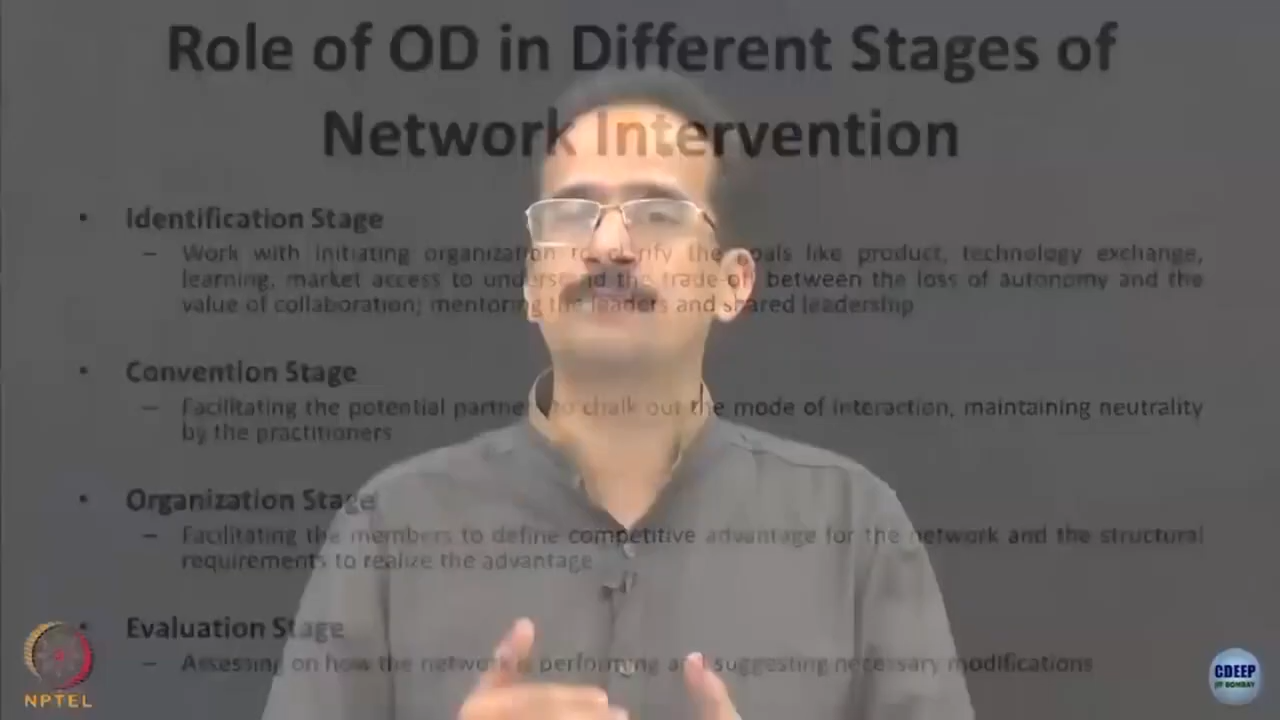 Role of OD in Different Stages of
Network Intervention
• Identification Stage
– Work with initiating organization to clarify the goals like product, technology exchange,
learning, market access to understand the trade-off between the loss of autonomy and the
value of collaboration; mentoring the leaders and shared leadership
• Convention Stage
– Facilitating the potential partners to chalk out the mode of interaction, maintaining neutrality
by the practitioners
• Organization Stage
– Facilitating the members to define competitive advantage for the network and the structural
requirements to realize the advantage
• Evaluation Stage
– Assessing on how the network is performing and suggesting necessary modifications
NPTEL
CDEEP
IIT BOMBAY